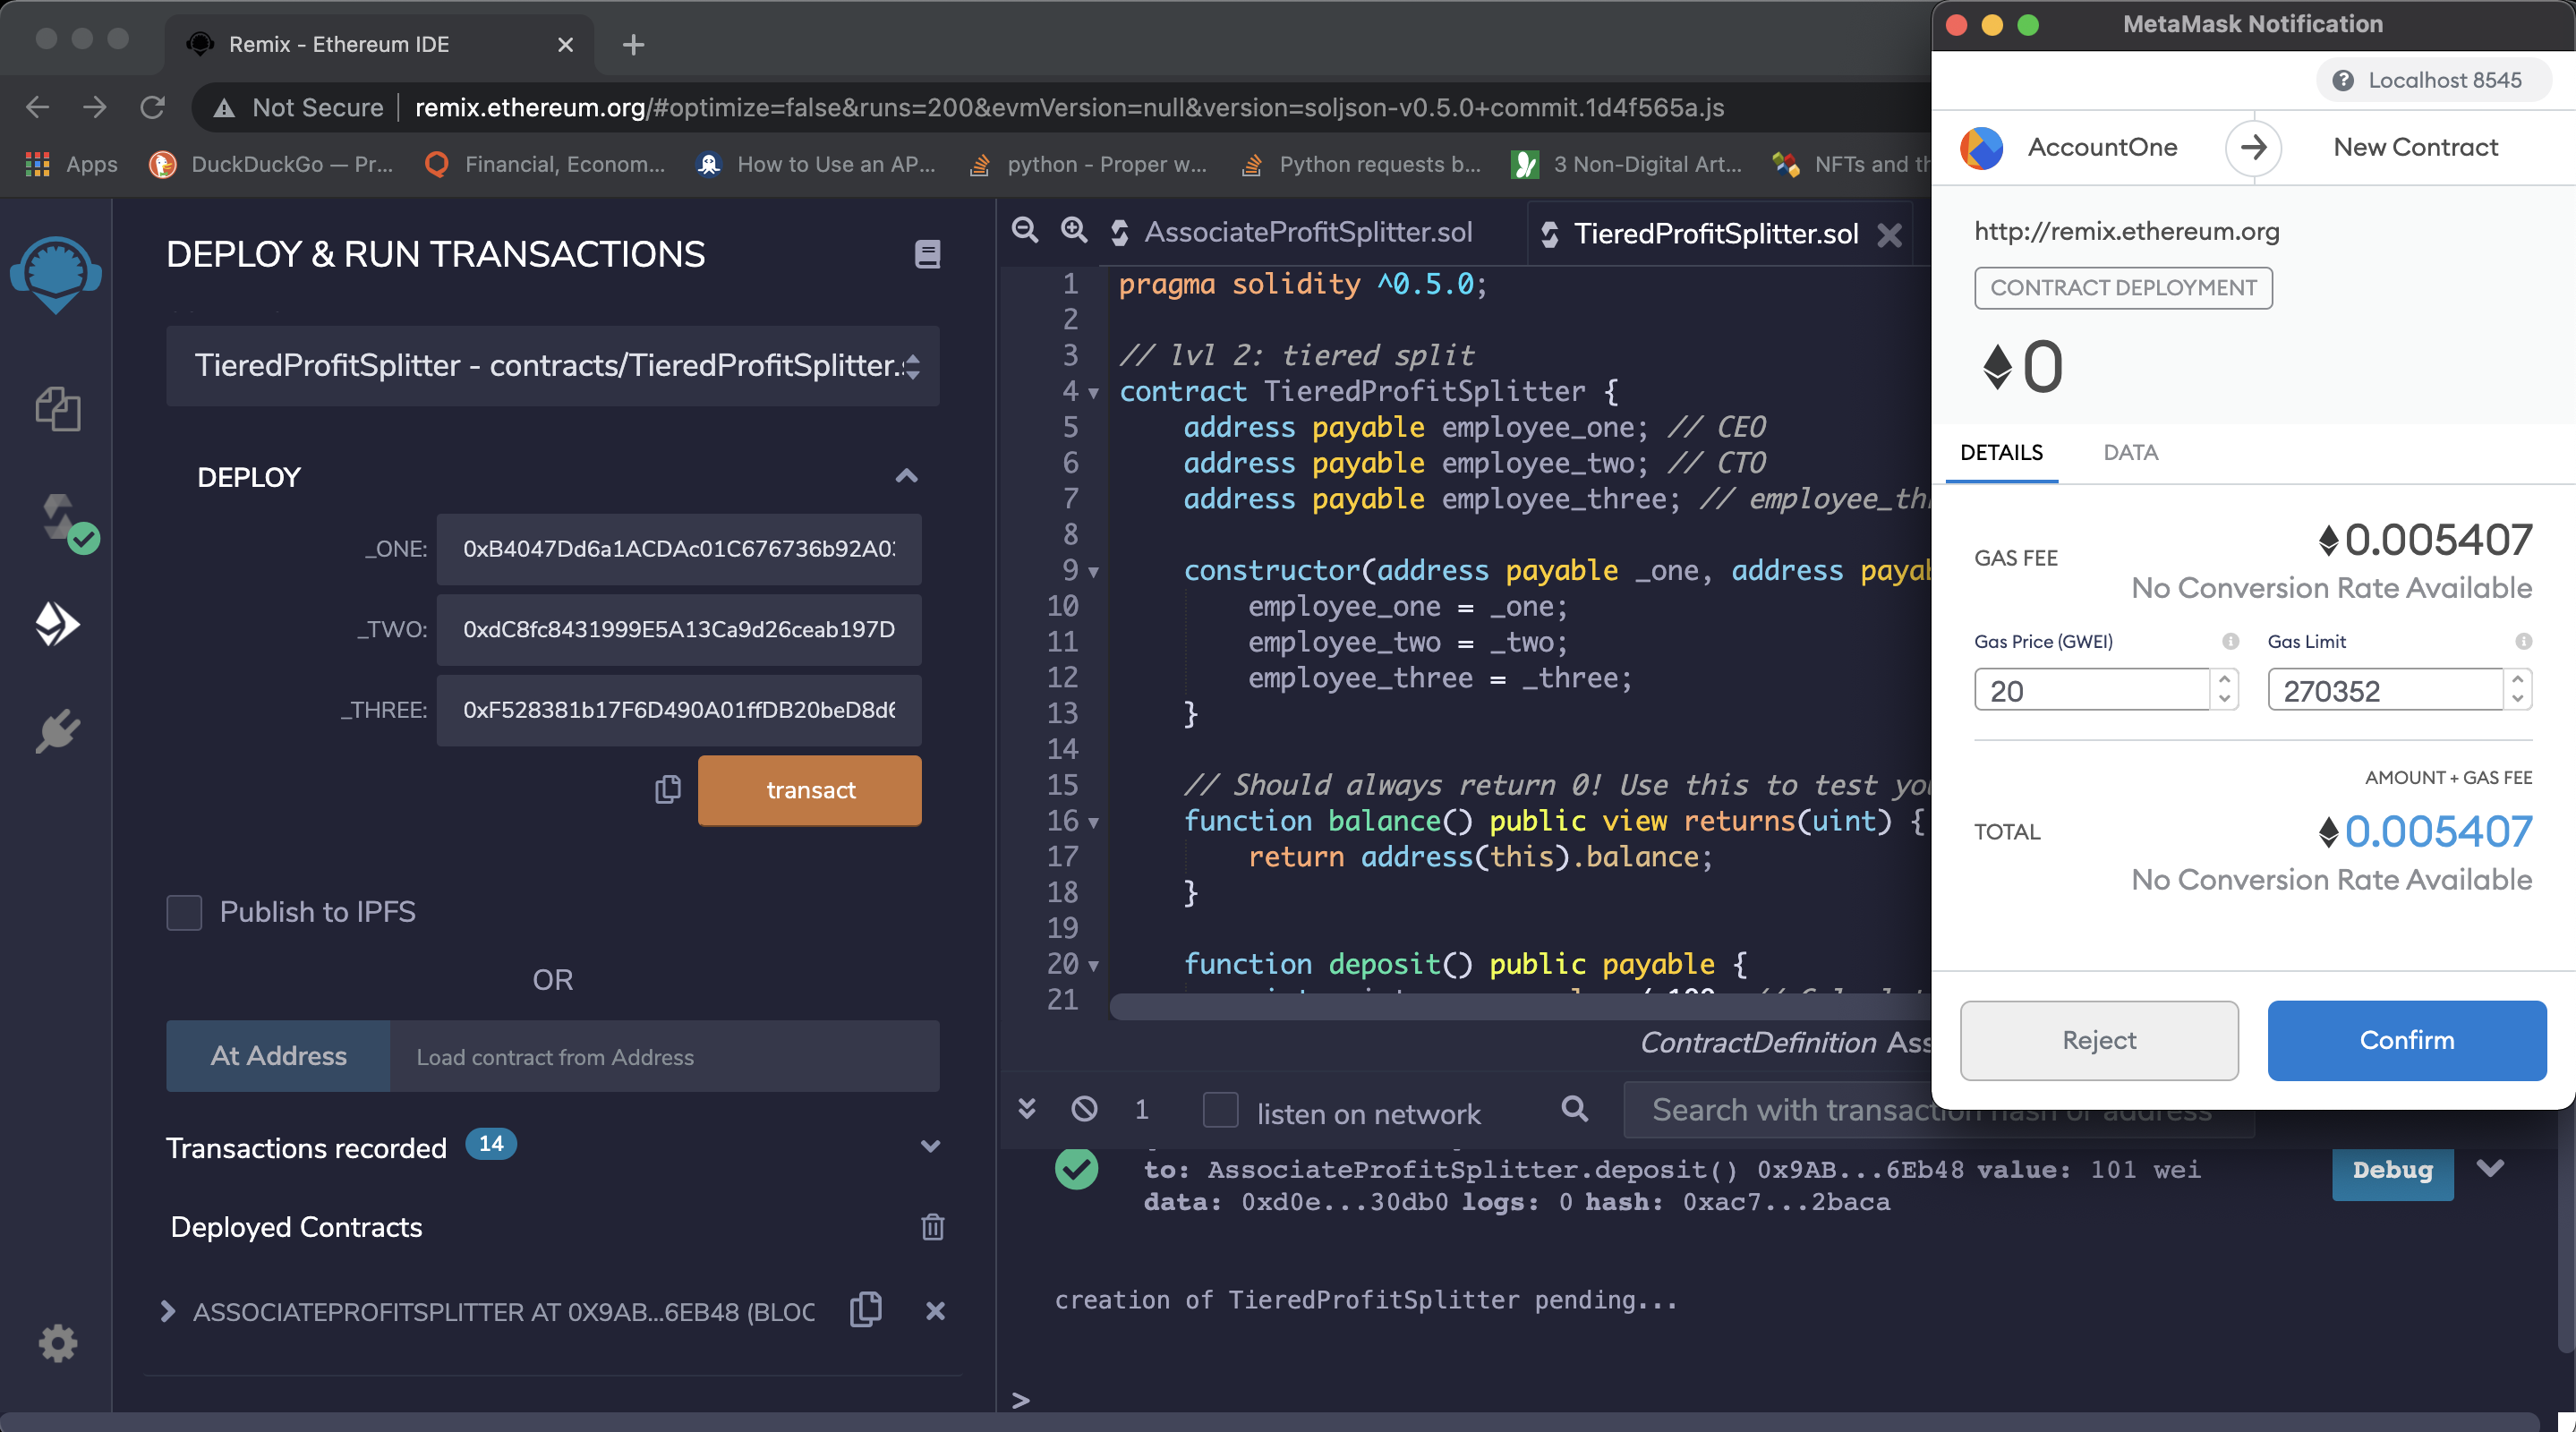 Remix - Ethereum IDE
Not Secure
remix.ethereum.org/#optimize=false&runs=200&evmVersion=null&version=soljson-v0.5.0+commit.1d4f565a.js
Apps
DuckDuckGo — Pr...
Financial, Econom...
How to Use an AP...
python - Proper w...
Python requests b...
3 Non-Digital Art...
NFTs and th
DEPLOY & RUN TRANSACTIONS
TieredProfitSplitter - contracts/TieredProfitSplitter.s
DEPLOY
_ONE:
0xB4047Dd6a1ACDAc01C676736b92A03
_TWO:
0xdC8fc8431999E5A13Ca9d26ceab197D
_THREE:
0xF528381b17F6D490A01ffDB20beD8d6
transact
Publish to IPFS
OR
At Address
Load contract from Address
Transactions recorded 14
Deployed Contracts
ASSOCIATEPROFITSPLITTER AT 0X9AB...6EB48 (BLOC
AssociateProfitSplitter.sol
TieredProfitSplitter.sol
1 pragma solidity ^0.5.0;
2
3 // lvl 2: tiered split
4 contract TieredProfitSplitter {
5 address payable employee_one; // CEO
6 address payable employee_two; // CTO
7 address payable employee_three; // employee_th
8
9 constructor(address payable _one, address payab
10 employee_one = _one;
11 employee_two = _two;
12 employee_three = _three;
13 }
14
15 // Should always return 0! Use this to test you
16 function balance() public view returns(uint) {
17 return address(this).balance;
18 }
19
20 function deposit() public payable {
21
ContractDefinition Ass
1
listen on network
Search with transaction hash or address
to: AssociateProfitSplitter.deposit() 0x9AB...6Eb48 value: 101 wei
data: 0xd0e...30db0 logs: 0 hash: 0xac7...2baca
Debug
creation of TieredProfitSplitter pending...
>
MetaMask Notification
Localhost 8545
AccountOne
New Contract
http://remix.ethereum.org
CONTRACT DEPLOYMENT
0
DETAILS
DATA
GAS FEE
0.005407
No Conversion Rate Available
Gas Price (GWEI)
Gas Limit
20
270352
AMOUNT + GAS FEE
TOTAL
0.005407
No Conversion Rate Available
Reject
Confirm